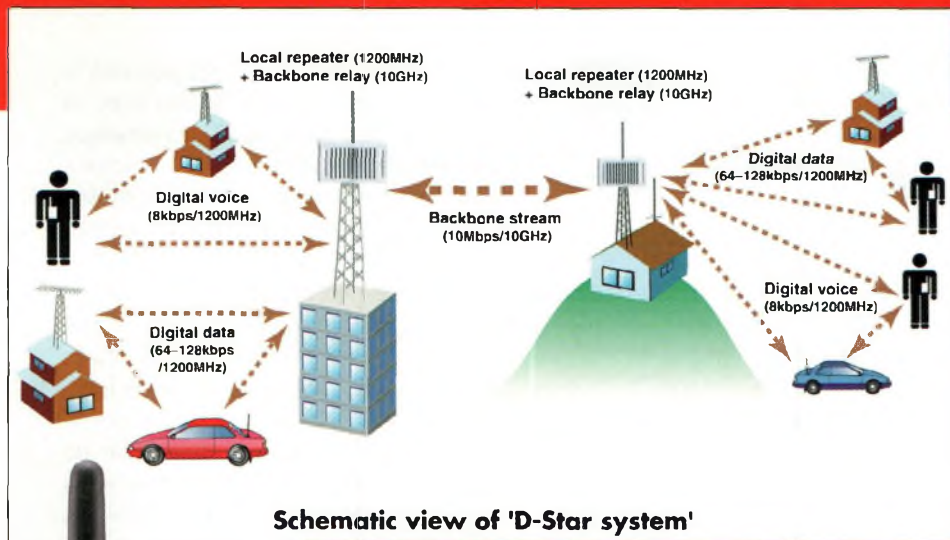 Local repeater (1200MHz)
+ Backbone relay (10GHz)
Local repeater (1200MHz)
+ Backbone relay (10GHz)
Digital voice
(8kbps/1200MHz)
Digital data
(64–128kbps/1200MHz)
Backbone stream
(10Mbps/10GHz)
Digital data
(64–128kbps
/1200MHz)
Digital voice
(8kbps/1200MHz)
Schematic view of 'D-Star system'